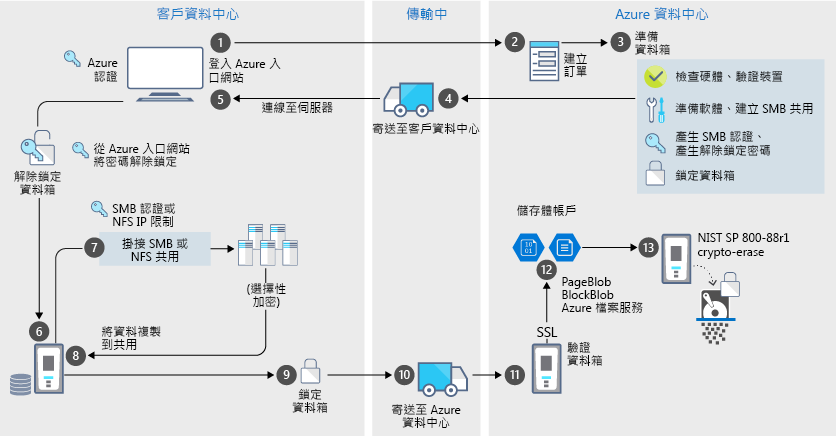 客戶資料中心
傳輸中
Azure 資料中心
Azure
認證
1
登入 Azure 入
口網站
2
建立
訂單
3
準備
資料箱
檢查硬體、驗證裝置
準備軟體、建立 SMB 共用
產生 SMB 認證、
產生解除鎖定密碼
鎖定資料箱
4
寄送至客戶資料中心
5
連線至伺服器
從 Azure 入口網站
將密碼解除鎖定
解除鎖定
資料箱
6
SMB 認證或
NFS IP 限制
7
掛接 SMB 或
NFS 共用
(選擇性
加密)
8
將資料複製
到共用
9
鎖定
資料箱
10
寄送至 Azure
資料中心
11
驗證
資料箱
SSL
儲存體帳戶
10
01
12
PageBlob
BlockBlob
Azure 檔案服務
13
NIST SP 800-88r1
crypto-erase